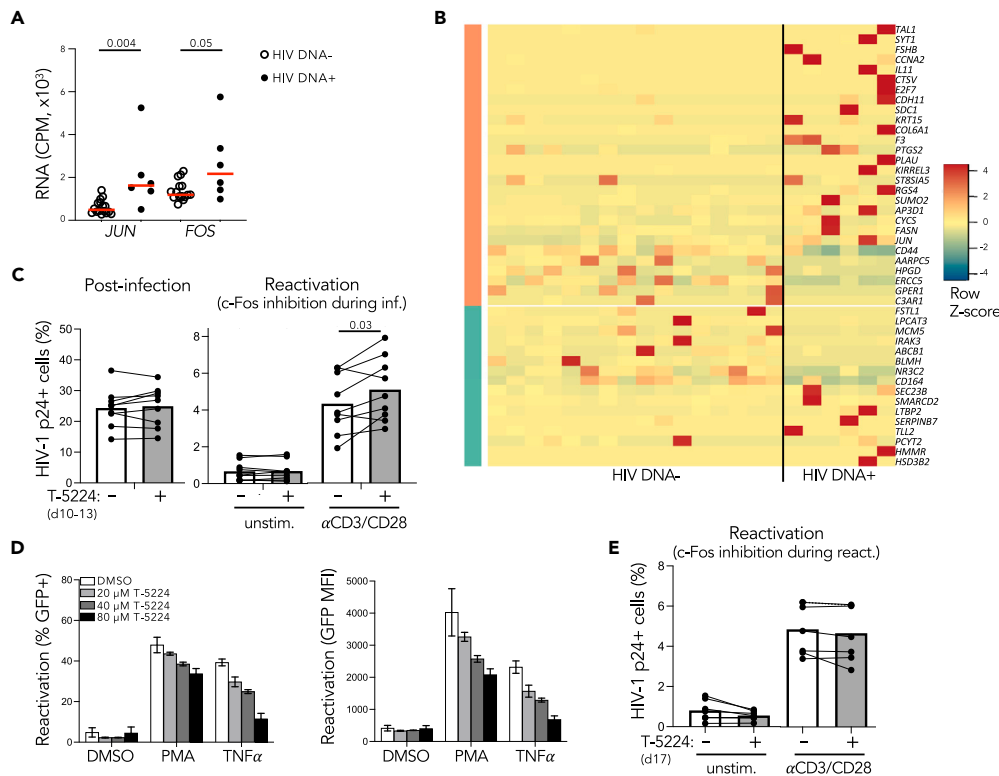 A
0.004
0.05
HIV DNA-
HIV DNA+
RNA (CPM, x10³)
8
6
4
2
0
JUN
FOS
B
TAL1
SYT1
FSHB
CCNA2
IL11
CTSV
E2F7
CDH11
SDC1
KRT15
COL6A1
F3
PTGS2
PLAU
KIRREL3
ST8SIA5
RGS4
SUMO2
AP3D1
CYCS
FASN
JUN
CD44
AARPC5
HPGD
ERCC5
GPER1
C3AR1
FSTL1
LPCAT3
MCM5
IRAK3
ABCB1
BLMH
NR3C2
CD164
SEC23B
SMARCD2
LTBP2
SERPINB7
TLL2
PCYT2
HMMR
HSD3B2
HIV DNA-
HIV DNA+
4
2
0
-2
-4
Row
Z-score
C
Post-infection
Reactivation
(c-Fos inhibition during inf.)
HIV-1 p24+ cells (%)
50
40
30
20
10
0
8
6
4
2
0
0.03
T-5224:
(d10-13)
–
+
–
+
–
+
unstim.
αCD3/CD28
D
Reactivation (% GFP+)
80
60
40
20
0
DMSO
20 μM T-5224
40 μM T-5224
80 μM T-5224
DMSO
PMA
TNFα
Reactivation (GFP MFI)
5000
4000
3000
2000
1000
0
DMSO
PMA
TNFα
E
Reactivation
(c-Fos inhibition during react.)
HIV-1 p24+ cells (%)
8
6
4
2
0
T-5224:
(d17)
–
+
–
+
unstim.
αCD3/CD28